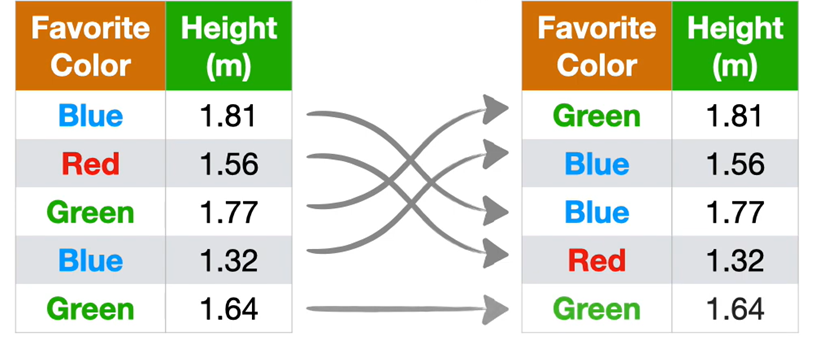 Favorite Color Height (m)
Blue 1.81
Red 1.56
Green 1.77
Blue 1.32
Green 1.64
Favorite Color Height (m)
Green 1.81
Blue 1.56
Blue 1.77
Red 1.32
Green 1.64